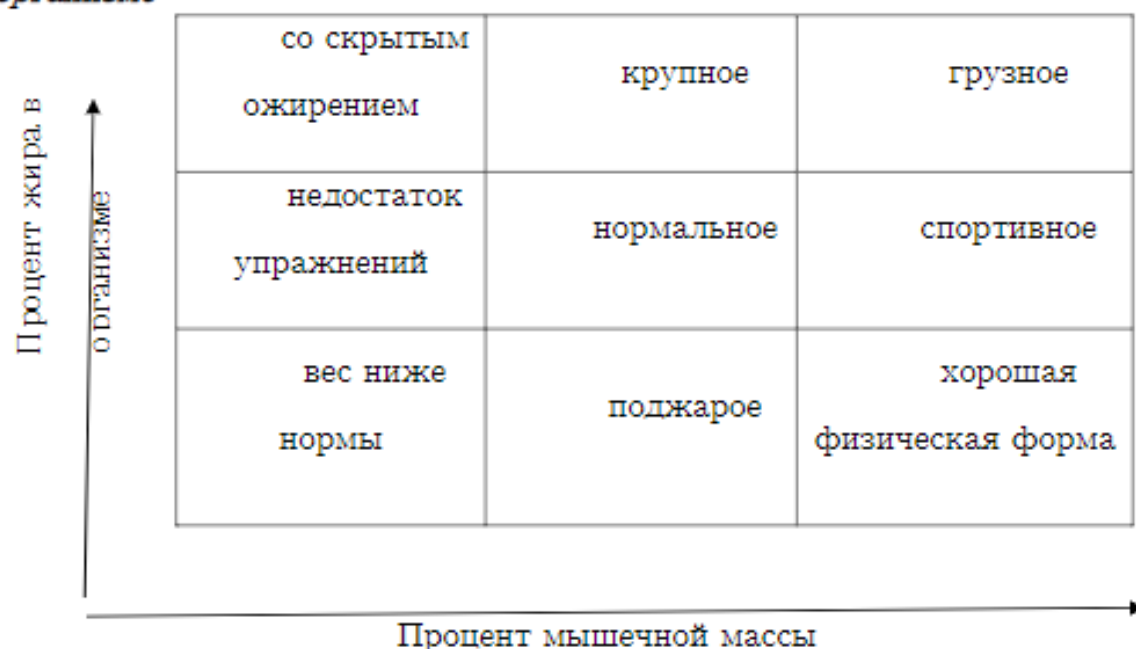 организме
со скрытым
ожирением
крупное
грузное
недостаток
упражнений
нормальное
спортивное
вес ниже
нормы
поджарое
хорошая
физическая форма
Процент жира в
организме
Процент мышечной массы